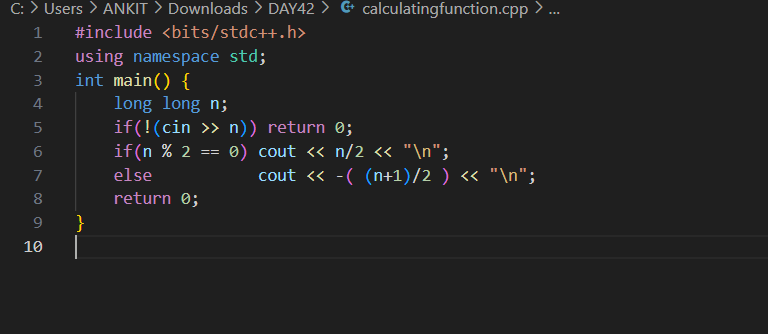 C: > Users > ANKIT > Downloads > DAY42 > calculatingfunction.cpp > ...
1 #include <bits/stdc++.h>
2 using namespace std;
3 int main() {
4     long long n;
5     if(!(cin >> n)) return 0;
6     if(n % 2 == 0) cout << n/2 << "\n";
7     else           cout << -( (n+1)/2 ) << "\n";
8     return 0;
9 }
10